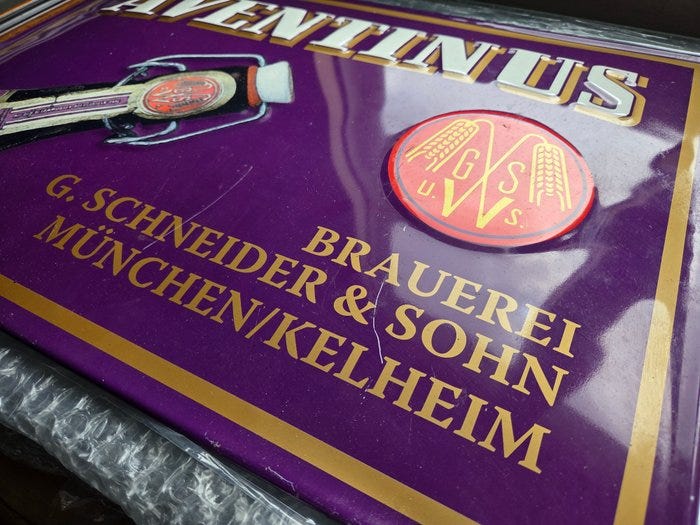 AVENTINUS
G S
U. W S.
BRAUEREI
G. SCHNEIDER & SOHN
MÜNCHEN/KELHEIM